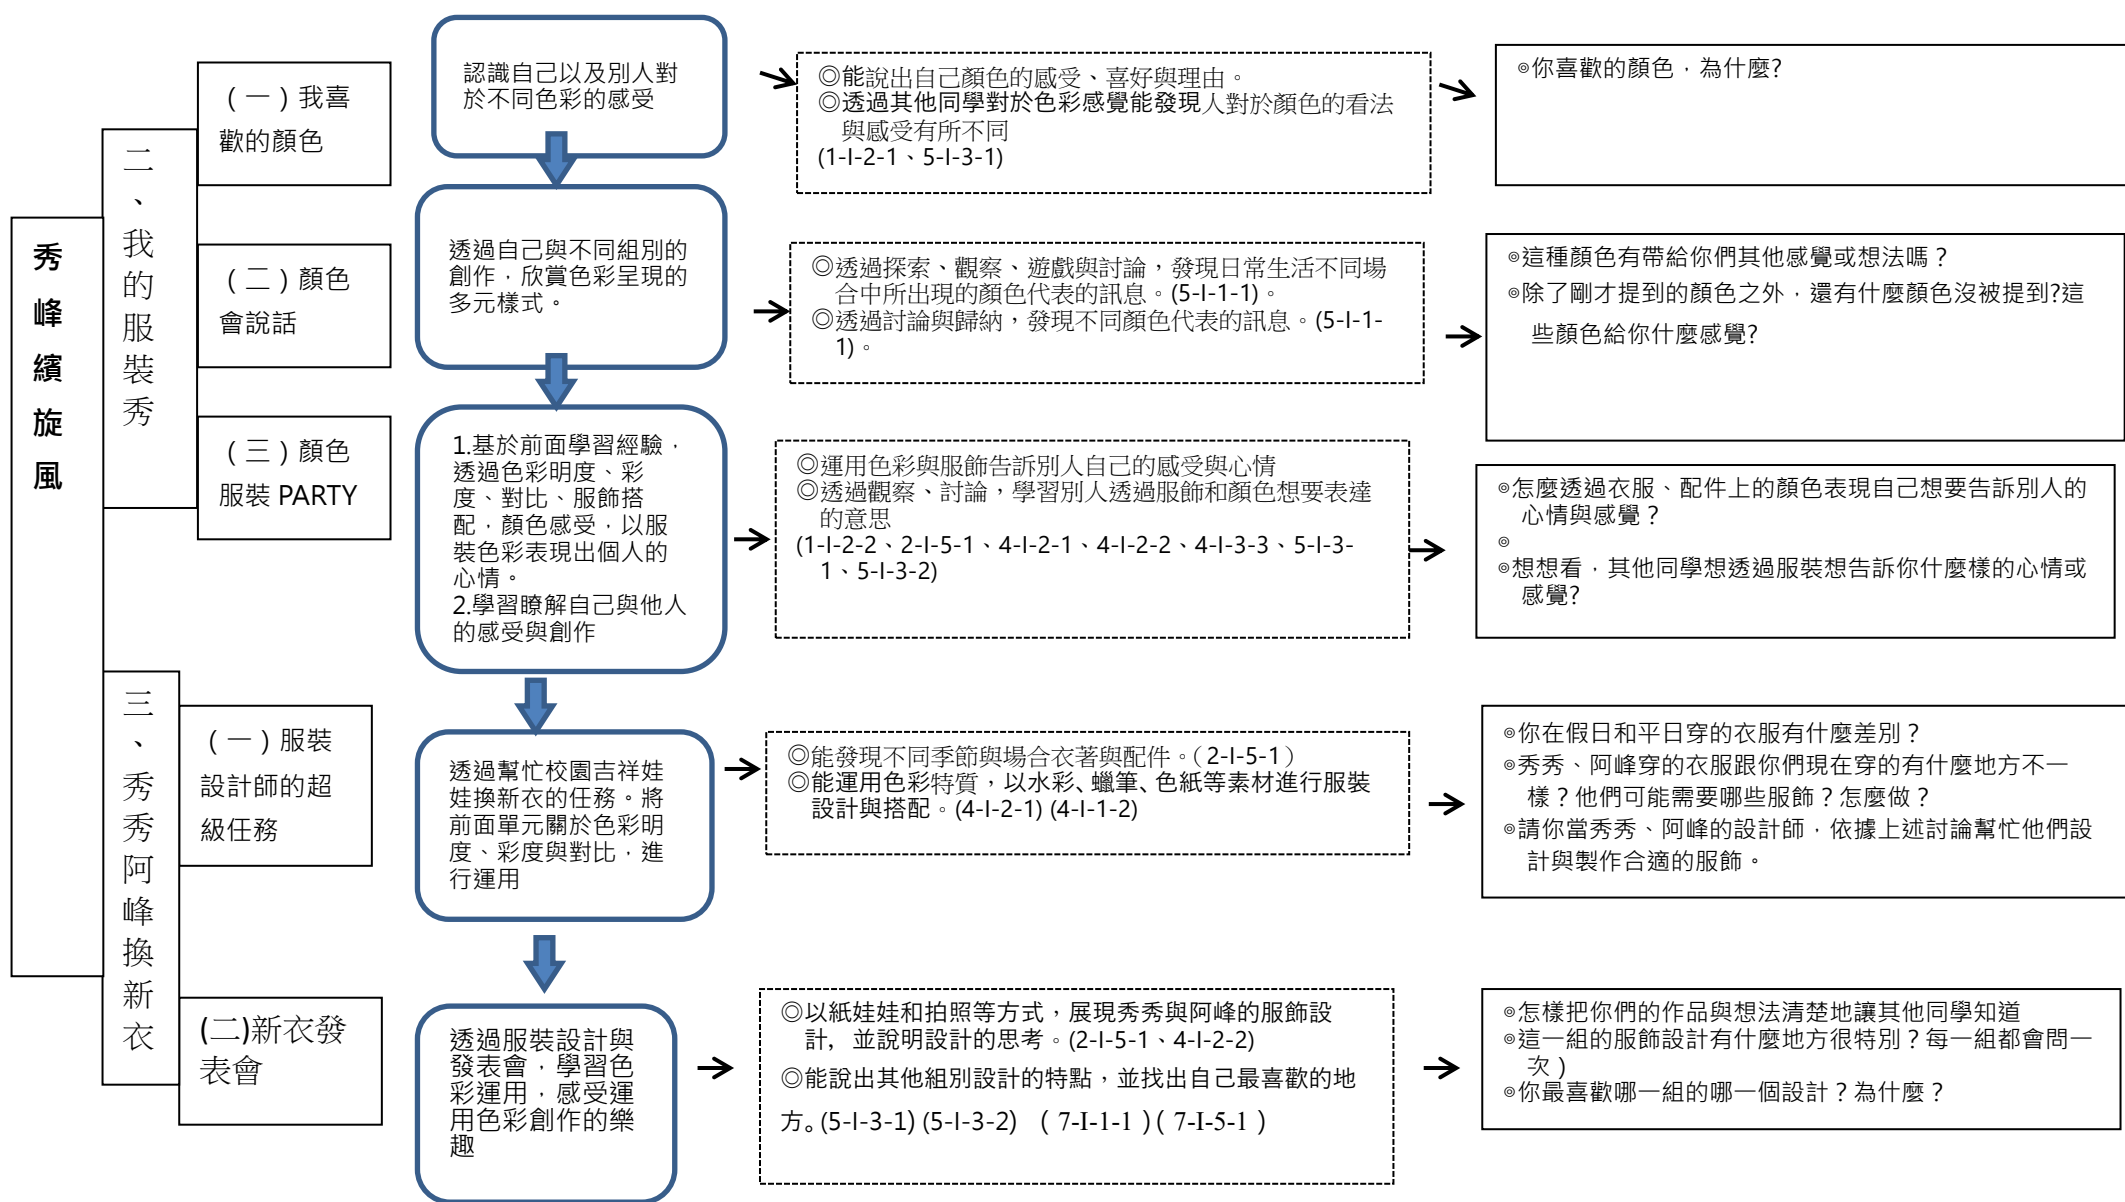 秀峰繽旋風
二、我的服裝秀
（一）我喜
歡的顏色
認識自己以及別人對
於不同色彩的感受
◎能說出自己顏色的感受、喜好與理由。
◎透過其他同學對於色彩感覺能發現人對於顏色的看法
與感受有所不同
(1-I-2-1、5-I-3-1)
◎你喜歡的顏色，為什麼?
（二）顏色
會說話
透過自己與不同組別的
創作，欣賞色彩呈現的
多元樣式。
◎透過探索、觀察、遊戲與討論，發現日常生活不同場
合中所出現的顏色代表的訊息。(5-I-1-1)。
◎透過討論與歸納，發現不同顏色代表的訊息。(5-I-1-
1)。
◎這種顏色有帶給你們其他感覺或想法嗎？
◎除了剛才提到的顏色之外，還有什麼顏色沒被提到?這
些顏色給你什麼感覺?
（三）顏色
服裝 PARTY
1.基於前面學習經驗，
透過色彩明度、彩
度、對比、服飾搭
配，顏色感受，以服
裝色彩表現出個人的
心情。
2.學習瞭解自己與他人
的感受與創作
◎運用色彩與服飾告訴別人自己的感受與心情
◎透過觀察、討論，學習別人透過服飾和顏色想要表達
的意思
(1-I-2-2、2-I-5-1、4-I-2-1、4-I-2-2、4-I-3-3、5-I-3-
1、5-I-3-2)
◎怎麼透過衣服、配件上的顏色表現自己想要告訴別人的
心情與感覺？
◎
◎想想看，其他同學想透過服裝想告訴你什麼樣的心情或
感覺?
三、秀秀阿峰換新衣
（一）服裝
設計師的超
級任務
透過幫忙校園吉祥娃
娃換新衣的任務。將
前面單元關於色彩明
度、彩度與對比，進
行運用
◎能發現不同季節與場合衣著與配件。（2-I-5-1）
◎能運用色彩特質，以水彩、蠟筆、色紙等素材進行服裝
設計與搭配。(4-I-2-1) (4-I-1-2)
◎你在假日和平日穿的衣服有什麼差別？
◎秀秀、阿峰穿的衣服跟你們現在穿的有什麼地方不一
樣？他們可能需要哪些服飾？怎麼做？
◎請你當秀秀、阿峰的設計師，依據上述討論幫忙他們設
計與製作合適的服飾。
(二)新衣發
表會
透過服裝設計與
發表會，學習色
彩運用，感受運
用色彩創作的樂
趣
◎以紙娃娃和拍照等方式，展現秀秀與阿峰的服飾設
計，並說明設計的思考。(2-I-5-1、4-I-2-2)
◎能說出其他組別設計的特點，並找出自己最喜歡的地
方。(5-I-3-1) (5-I-3-2) （7-I-1-1）（7-I-5-1）
◎怎樣把你們的作品與想法清楚地讓其他同學知道
◎這一組的服飾設計有什麼地方很特別？每一組都會問一
次）
◎你最喜歡哪一組的哪一個設計？為什麼？